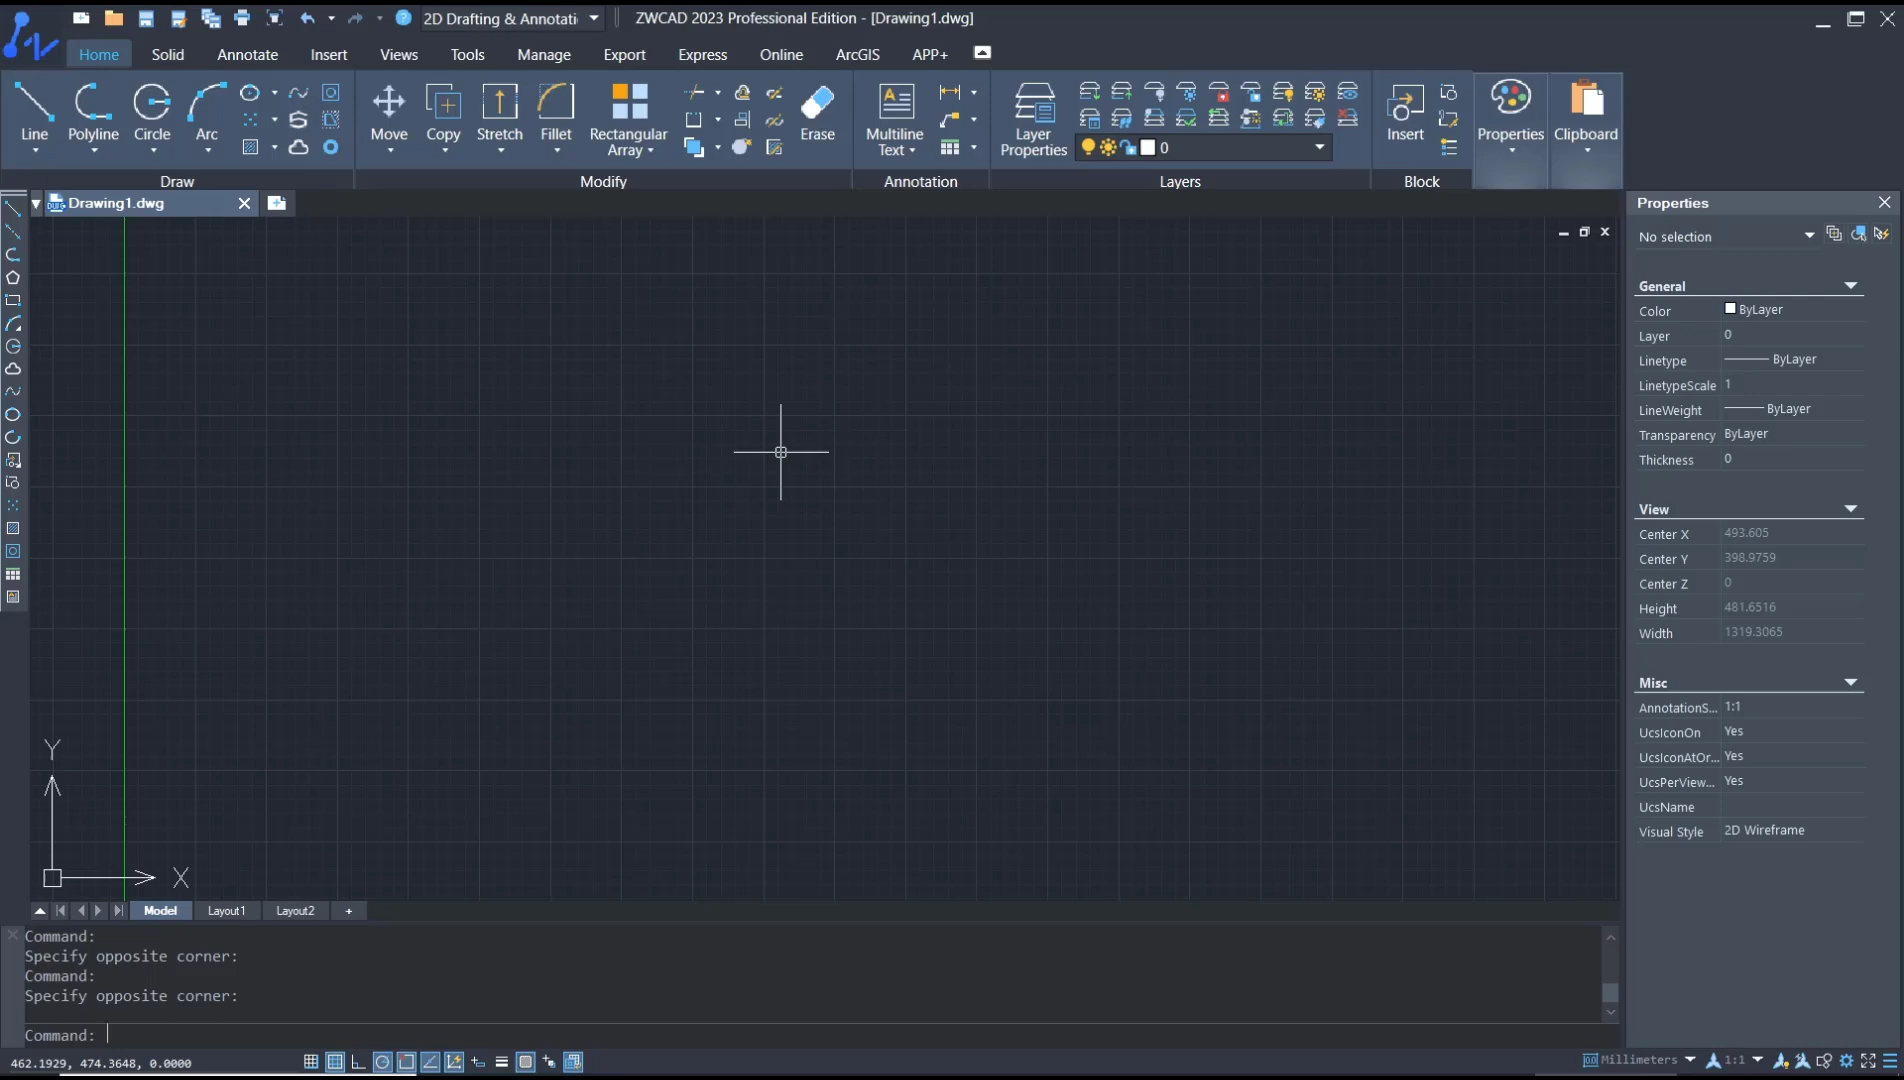 2D Drafting & Annotati
ZWCAD 2023 Professional Edition - [Drawing1.dwg]
Home
Solid
Annotate
Insert
Views
Tools
Manage
Export
Express
Online
ArcGIS
APP+
Line
Polyline
Circle
Arc
Move
Copy
Stretch
Fillet
Rectangular
Array
Erase
Multiline
Text
Layer
Properties
0
Insert
Properties
Clipboard
Draw
Modify
Annotation
Layers
Block
Drawing1.dwg
Properties
No selection
General
Color ByLayer
Layer 0
Linetype ByLayer
LinetypeScale 1
LineWeight ByLayer
Transparency ByLayer
Thickness 0
View
Center X 493.605
Center Y 398.9759
Center Z 0
Height 481.6516
Width 1319.3065
Misc
AnnotationS... 1:1
UcsIconOn Yes
UcsIconAtOr... Yes
UcsPerView... Yes
UcsName
Visual Style 2D Wireframe
Y
X
Model
Layout1
Layout2
+
Command:
Specify opposite corner:
Command:
Specify opposite corner:
Command:
462.1929, 474.3648, 0.0000
Millimeters
1:1